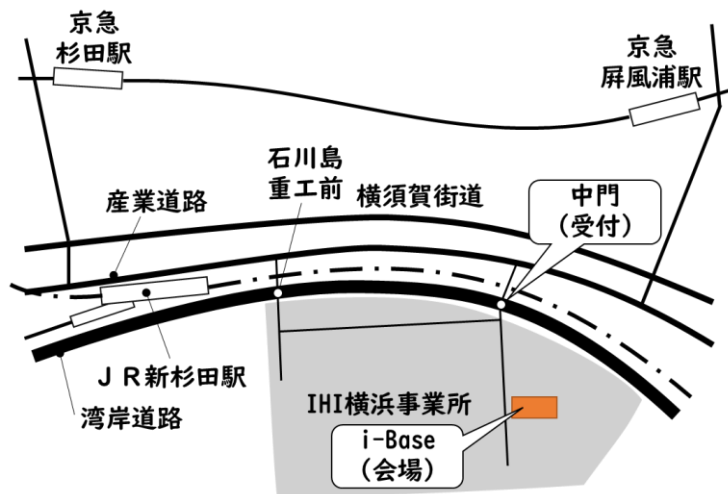 京急
杉田駅
京急
屏風浦駅
石川島
重工前
横須賀街道
中門
(受付)
産業道路
JR新杉田駅
湾岸道路
IHI横浜事業所
i-Base
(会場)